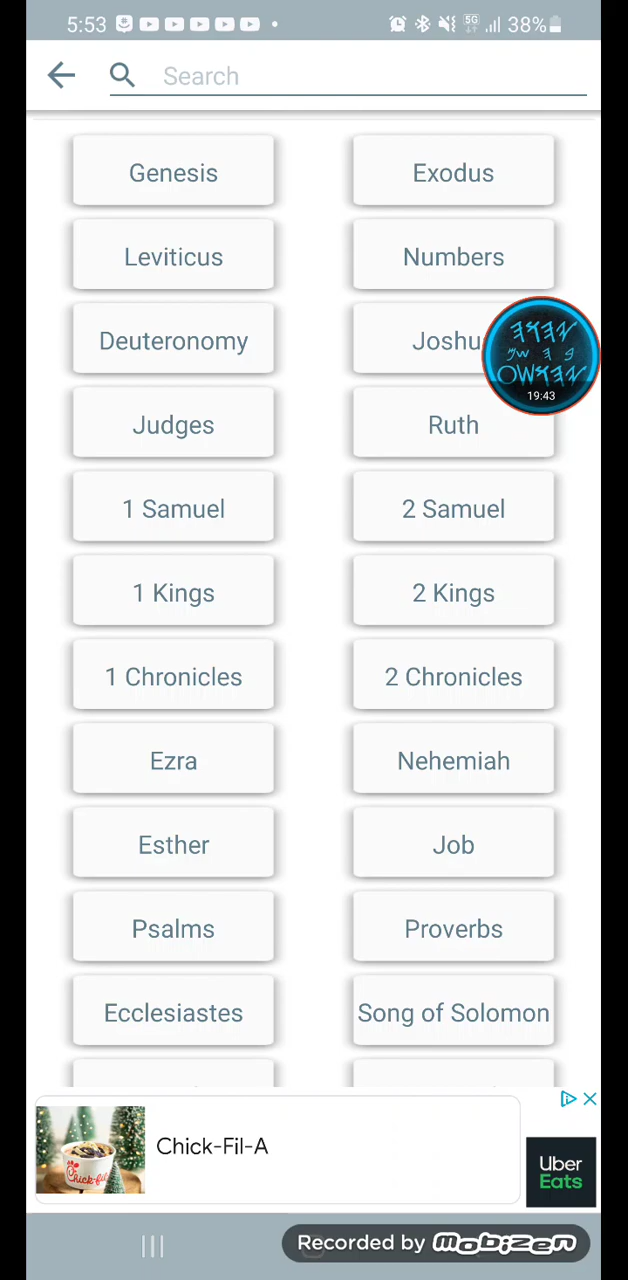 5:53 5G 38%
Search
Genesis Exodus
Leviticus Numbers
Deuteronomy Joshu
19:43
Judges Ruth
1 Samuel 2 Samuel
1 Kings 2 Kings
1 Chronicles 2 Chronicles
Ezra Nehemiah
Esther Job
Psalms Proverbs
Ecclesiastes Song of Solomon
Chick-Fil-A
Uber
Eats
Recorded by mobizen